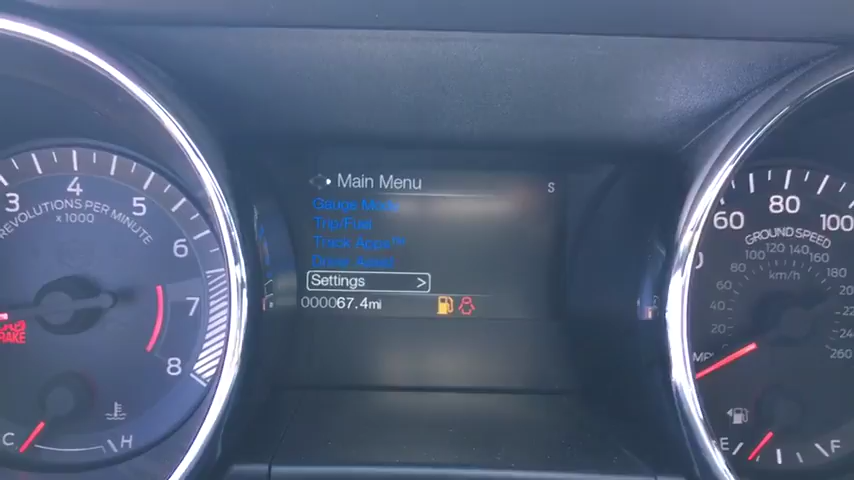 Main Menu
S
Gauge Mode
Trip/Fuel
Track Apps™
Driver Assist
Settings >
000067.4mi
3 4 5 6 7 8
REVOLUTIONS PER MINUTE
x1000
BRAKE
C H
60 80 100
GROUND SPEED
20 40 60 80 100 120 140 160 180
260
km/h
E F